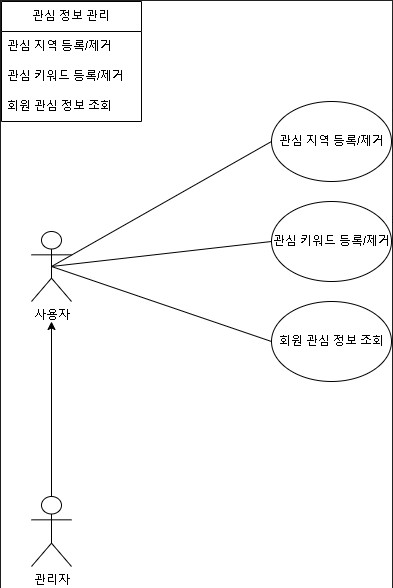 관심 정보 관리
관심 지역 등록/제거
관심 키워드 등록/제거
회원 관심 정보 조회
관심 지역 등록/제거
관심 키워드 등록/제거
회원 관심 정보 조회
사용자
관리자